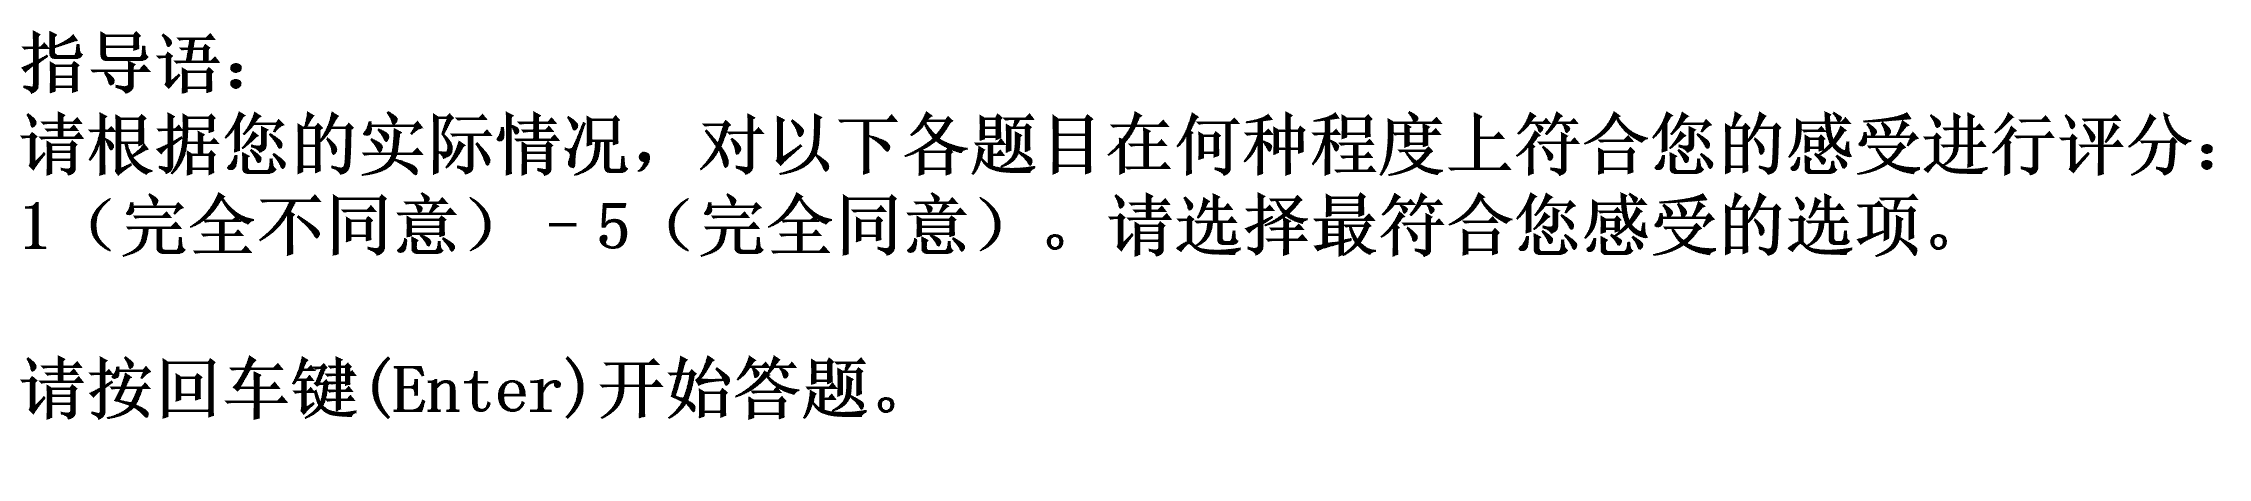 指导语：
请根据您的实际情况，对以下各题目在何种程度上符合您的感受进行评分：
1（完全不同意）-5（完全同意）。请选择最符合您感受的选项。
请按回车键(Enter)开始答题。